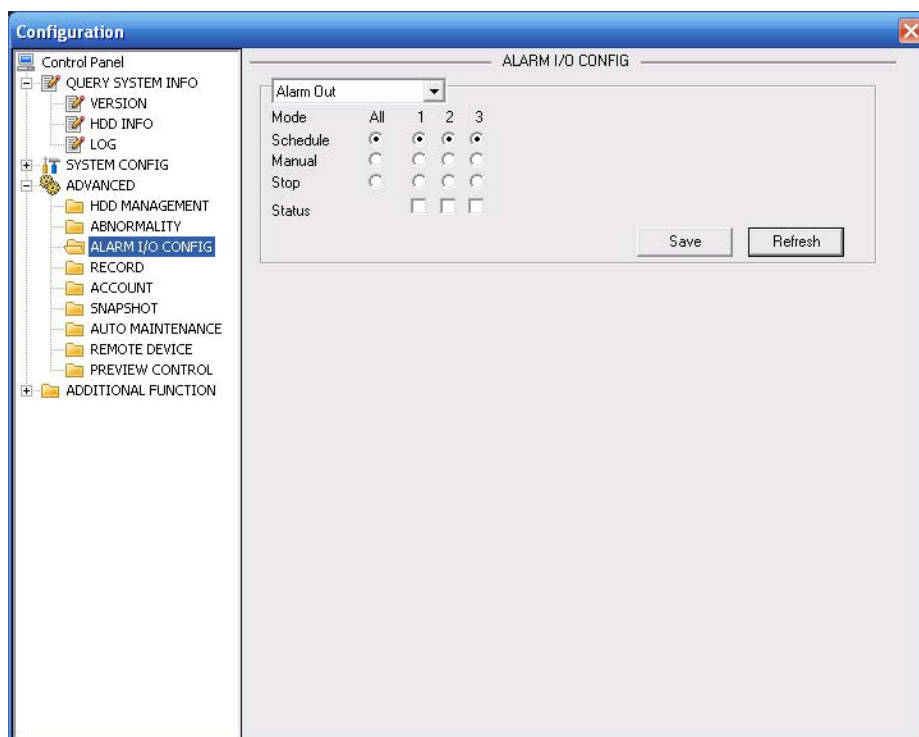 Configuration
Control Panel
QUERY SYSTEM INFO
VERSION
HDD INFO
LOG
SYSTEM CONFIG
ADVANCED
HDD MANAGEMENT
ABNORMALITY
ALARM I/O CONFIG
RECORD
ACCOUNT
SNAPSHOT
AUTO MAINTENANCE
REMOTE DEVICE
PREVIEW CONTROL
ADDITIONAL FUNCTION
ALARM I/O CONFIG
Alarm Out
Mode All 1 2 3
Schedule
Manual
Stop
Status
Save Refresh